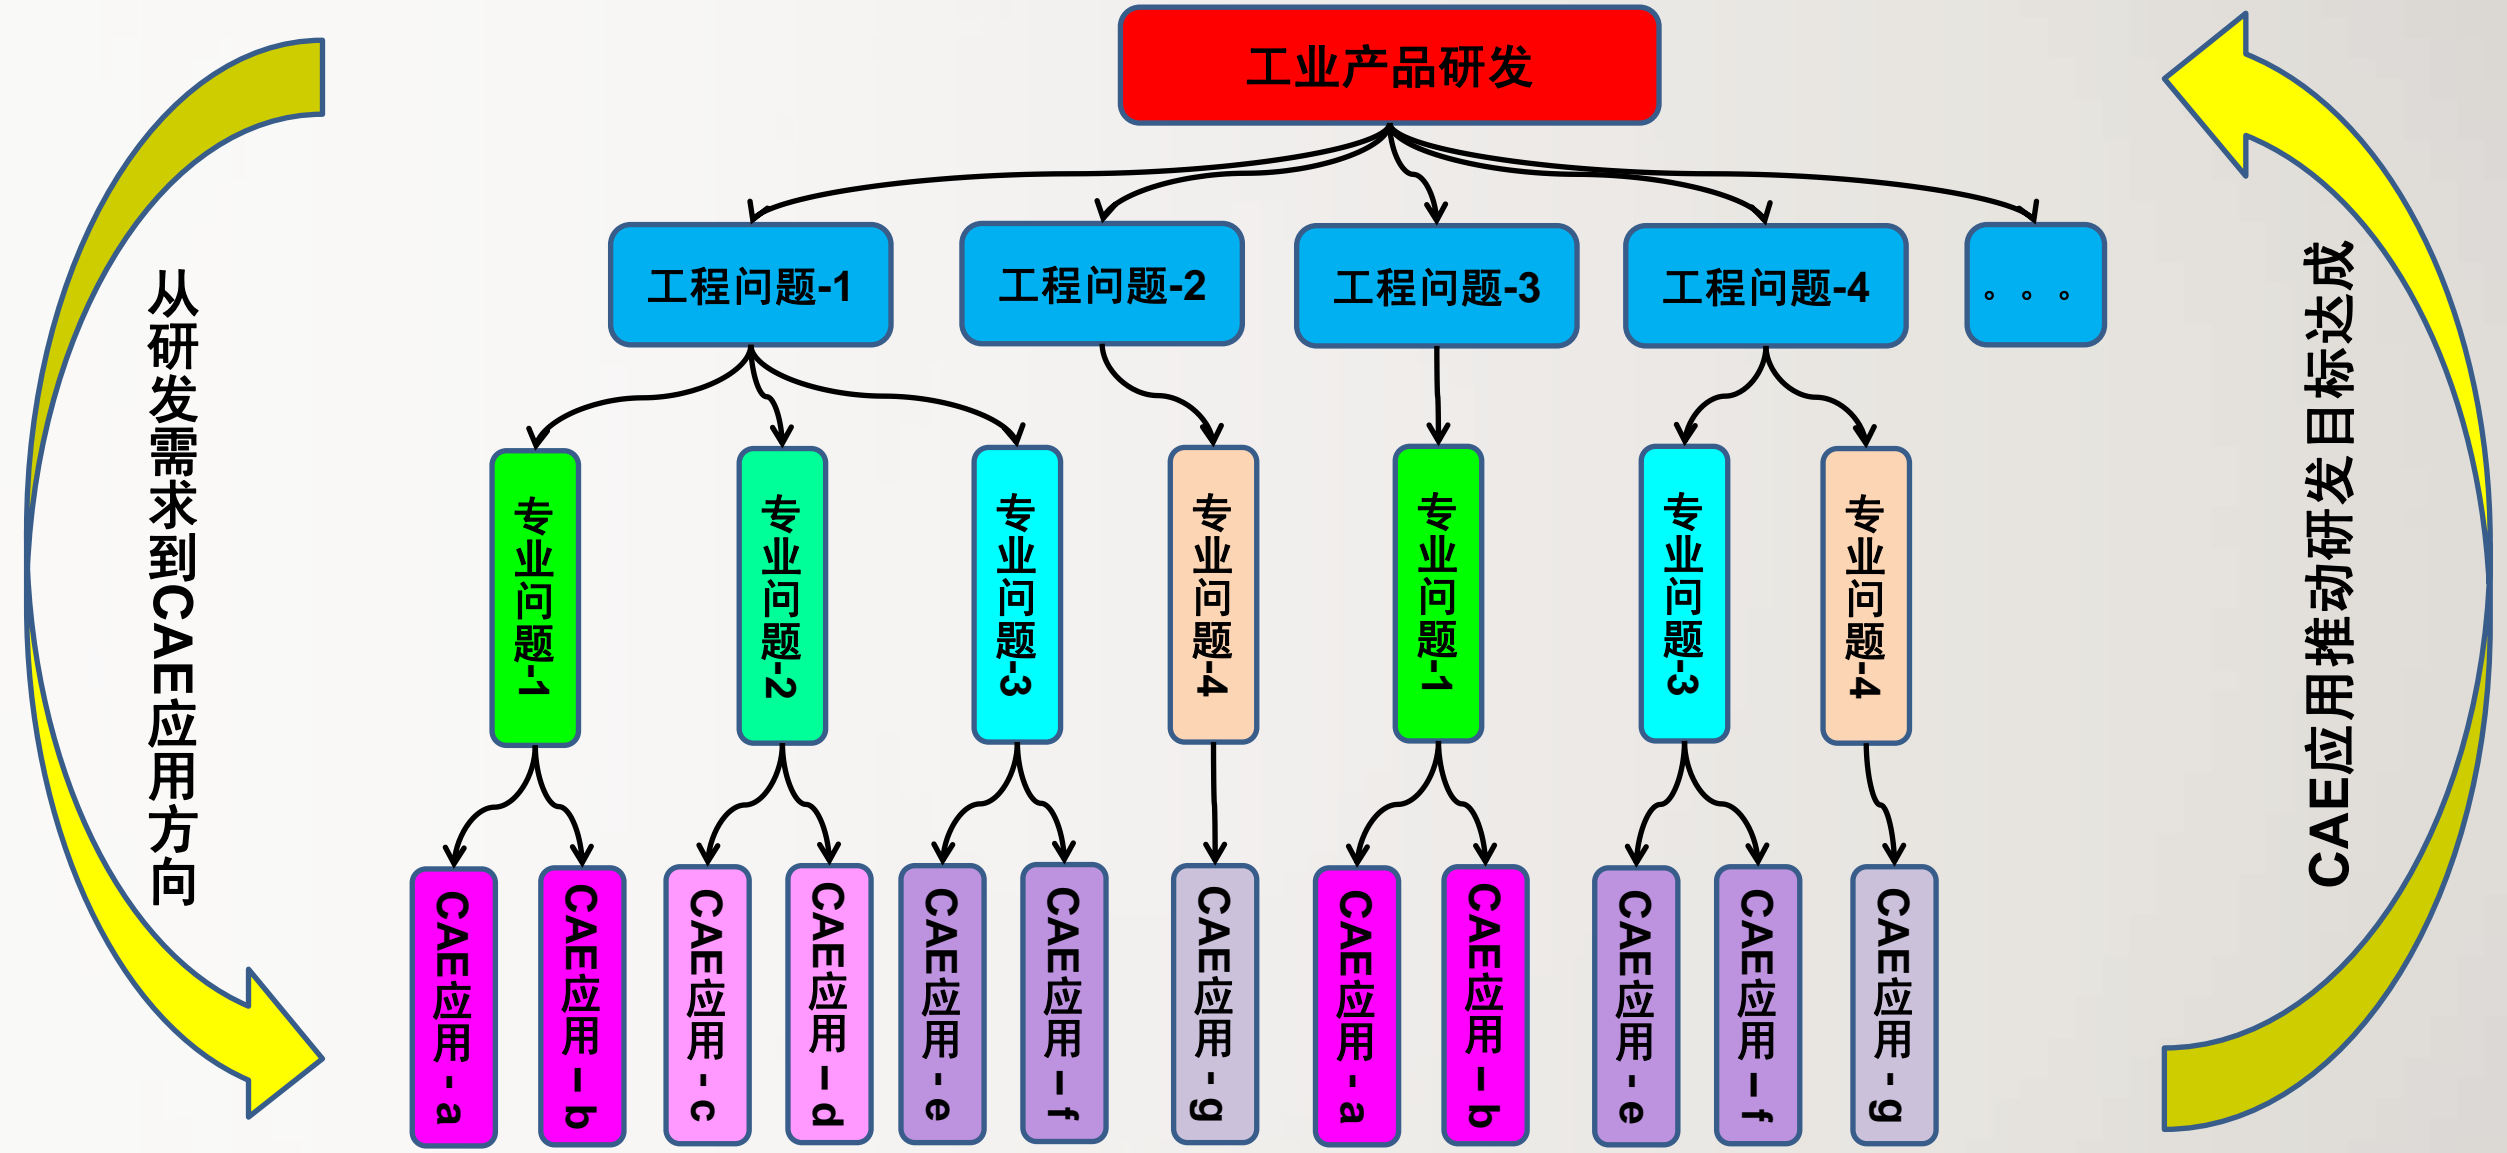 工业产品研发
工程问题-1
工程问题-2
工程问题-3
工程问题-4
。。。
从研发需求到CAE应用方向
CAE应用推动研发目标达成
专业问题-1
专业问题-2
专业问题-3
专业问题-4
专业问题-1
专业问题-3
专业问题-4
CAE应用-a
CAE应用–b
CAE应用-c
CAE应用–d
CAE应用-e
CAE应用–f
CAE应用-g
CAE应用-a
CAE应用–b
CAE应用-e
CAE应用–f
CAE应用-g